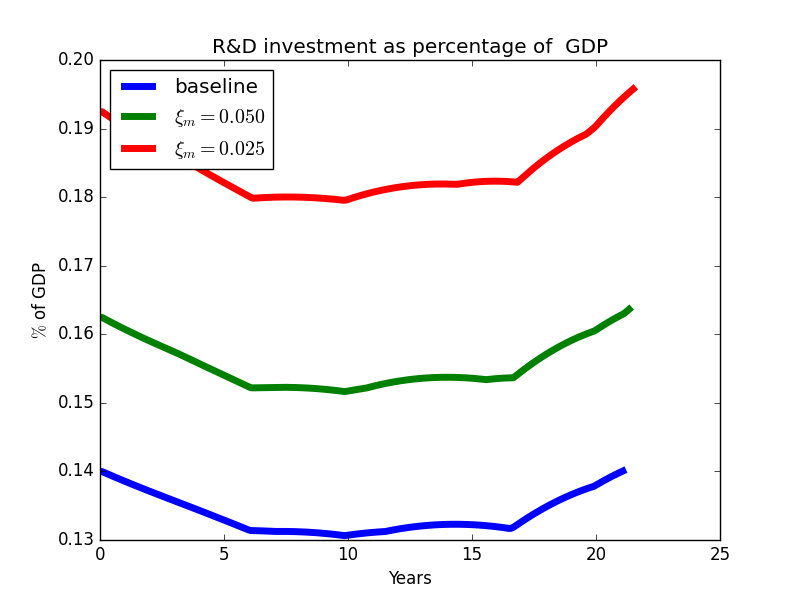 R&D investment as percentage of  GDP
baseline
ξₘ = 0.050
ξₘ = 0.025
% of GDP
0.20
0.19
0.18
0.17
0.16
0.15
0.14
0.13
0 5 10 15 20 25
Years